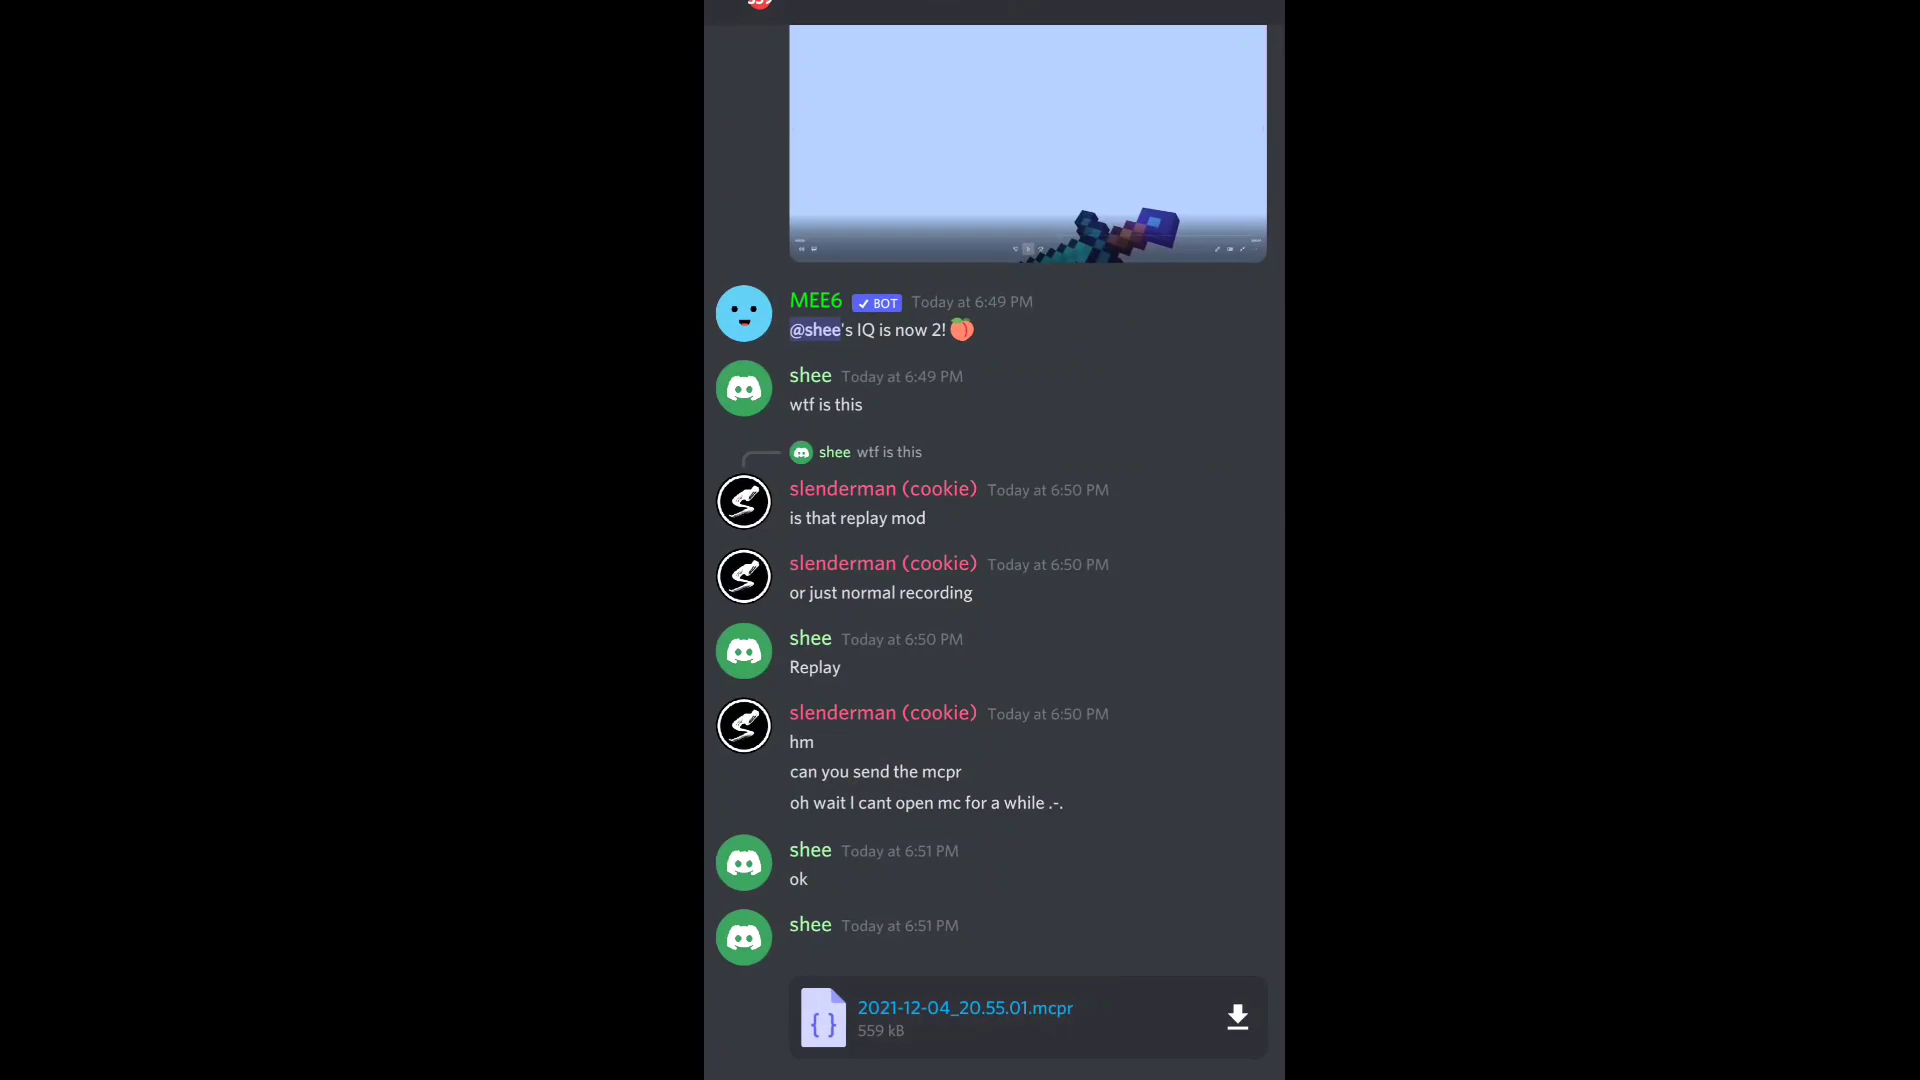 MEE6 BOT Today at 6:49 PM
@shee's IQ is now 2! 🍑
shee Today at 6:49 PM
wtf is this
shee wtf is this
slenderman (cookie) Today at 6:50 PM
is that replay mod
slenderman (cookie) Today at 6:50 PM
or just normal recording
shee Today at 6:50 PM
Replay
slenderman (cookie) Today at 6:50 PM
hm
can you send the mcpr
oh wait I cant open mc for a while .-.
shee Today at 6:51 PM
ok
shee Today at 6:51 PM
2021-12-04_20.55.01.mcpr
559 kB